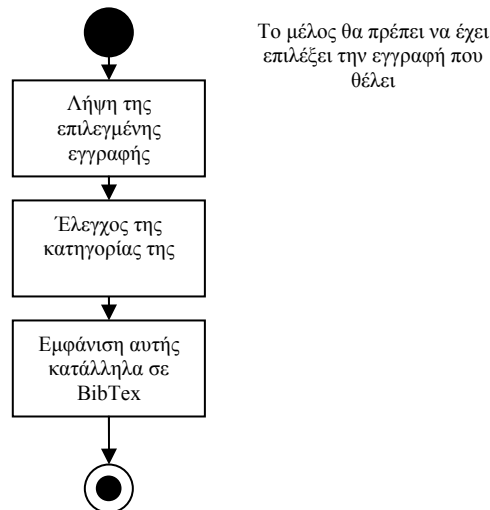 Το μέλος θα πρέπει να έχει
επιλέξει την εγγραφή που
θέλει
Λήψη της
επιλεγμένης
εγγραφής
Έλεγχος της
κατηγορίας της
Εμφάνιση αυτής
κατάλληλα σε
BibTex